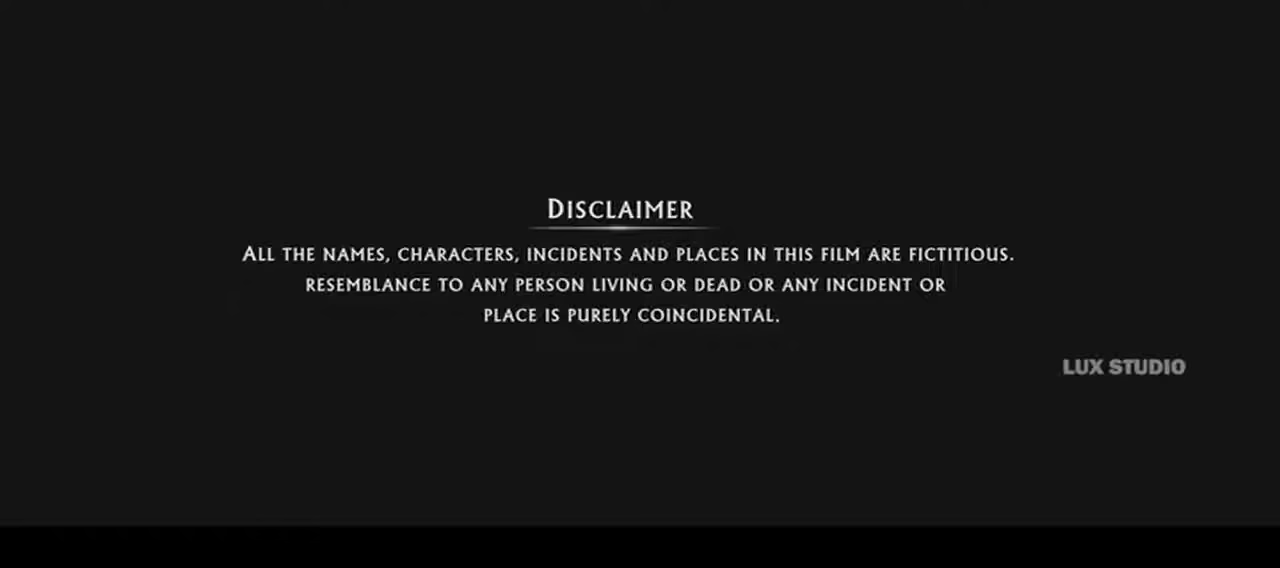 DISCLAIMER
ALL THE NAMES, CHARACTERS, INCIDENTS AND PLACES IN THIS FILM ARE FICTITIOUS.
RESEMBLANCE TO ANY PERSON LIVING OR DEAD OR ANY INCIDENT OR
PLACE IS PURELY COINCIDENTAL.
LUX STUDIO